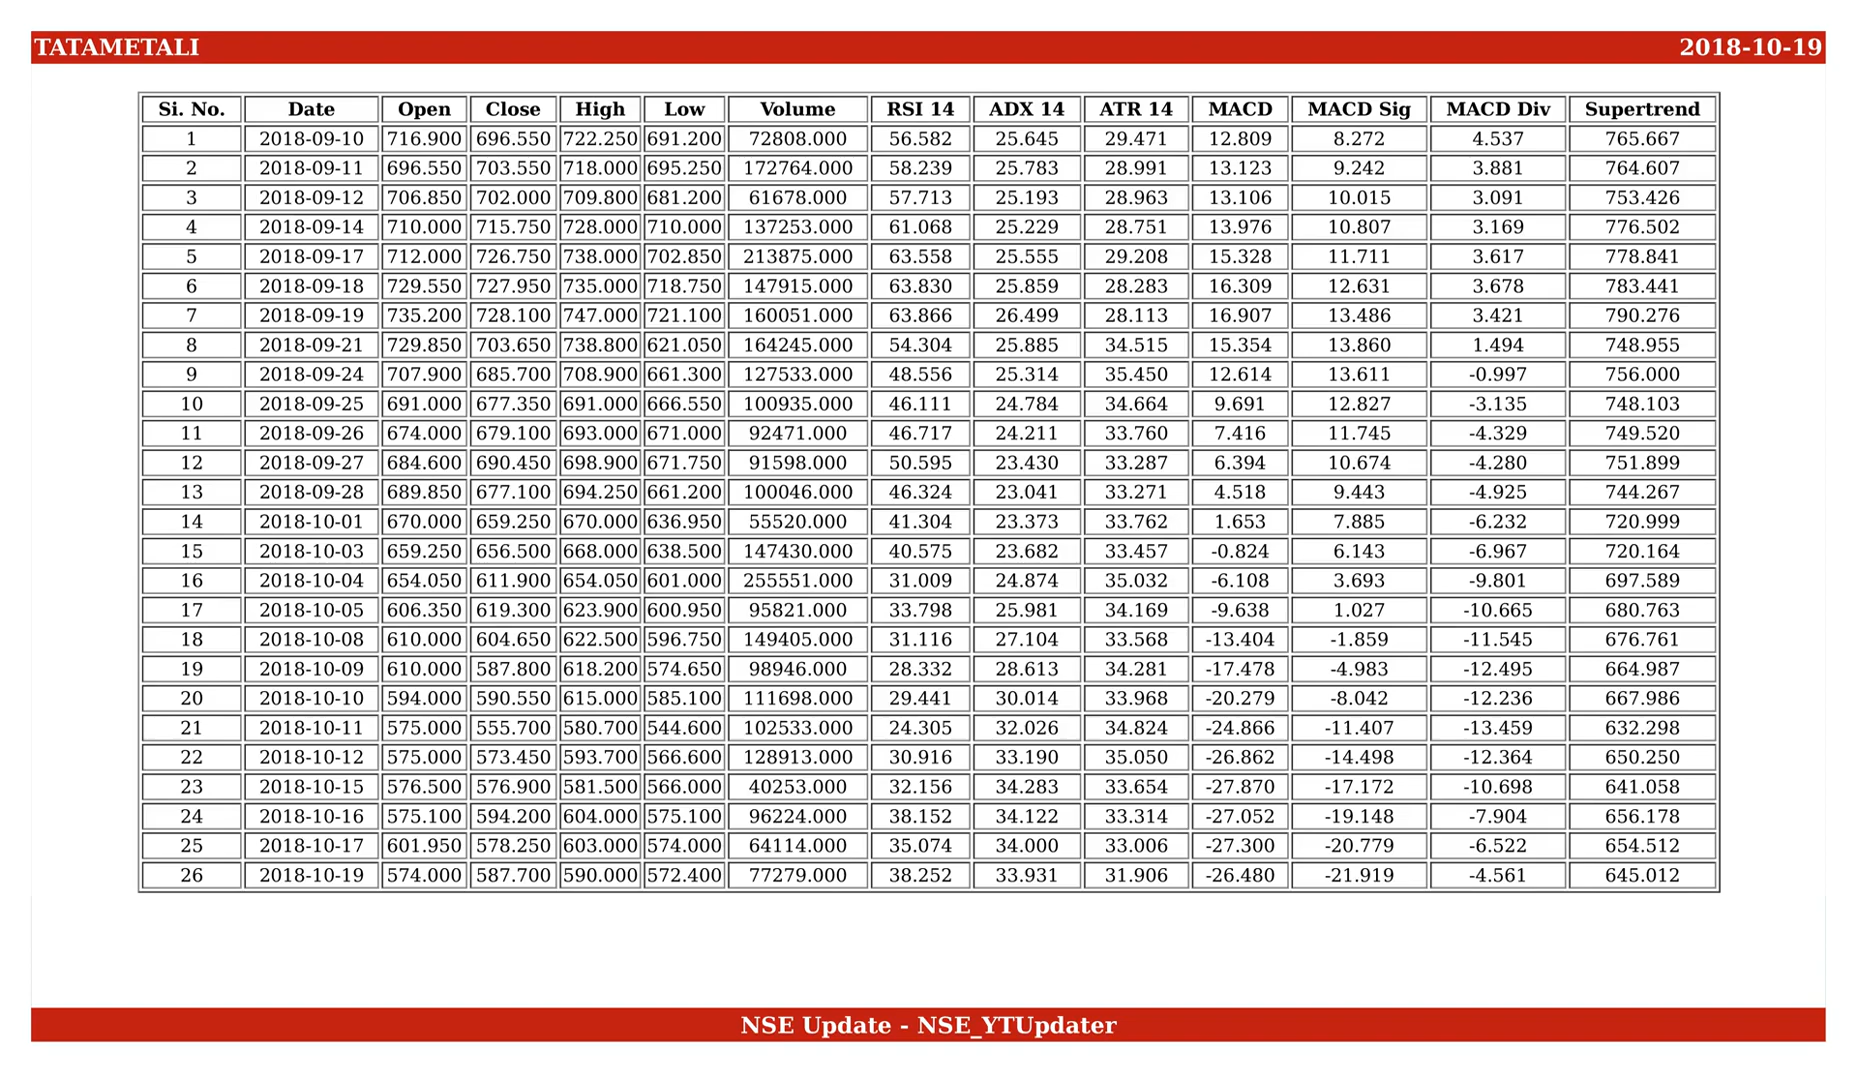 TATAMETALI 2018-10-19
Si. No. Date Open Close High Low Volume RSI 14 ADX 14 ATR 14 MACD MACD Sig MACD Div Supertrend
1 2018-09-10 716.900 696.550 722.250 691.200 72808.000 56.582 25.645 29.471 12.809 8.272 4.537 765.667
2 2018-09-11 696.550 703.550 718.000 695.250 172764.000 58.239 25.783 28.991 13.123 9.242 3.881 764.607
3 2018-09-12 706.850 702.000 709.800 681.200 61678.000 57.713 25.193 28.963 13.106 10.015 3.091 753.426
4 2018-09-14 710.000 715.750 728.000 710.000 137253.000 61.068 25.229 28.751 13.976 10.807 3.169 776.502
5 2018-09-17 712.000 726.750 738.000 702.850 213875.000 63.558 25.555 29.208 15.328 11.711 3.617 778.841
6 2018-09-18 729.550 727.950 735.000 718.750 147915.000 63.830 25.859 28.283 16.309 12.631 3.678 783.441
7 2018-09-19 735.200 728.100 747.000 721.100 160051.000 63.866 26.499 28.113 16.907 13.486 3.421 790.276
8 2018-09-21 729.850 703.650 738.800 621.050 164245.000 54.304 25.885 34.515 15.354 13.860 1.494 748.955
9 2018-09-24 707.900 685.700 708.900 661.300 127533.000 48.556 25.314 35.450 12.614 13.611 -0.997 756.000
10 2018-09-25 691.000 677.350 691.000 666.550 100935.000 46.111 24.784 34.664 9.691 12.827 -3.135 748.103
11 2018-09-26 674.000 679.100 693.000 671.000 92471.000 46.717 24.211 33.760 7.416 11.745 -4.329 749.520
12 2018-09-27 684.600 690.450 698.900 671.750 91598.000 50.595 23.430 33.287 6.394 10.674 -4.280 751.899
13 2018-09-28 689.850 677.100 694.250 661.200 100046.000 46.324 23.041 33.271 4.518 9.443 -4.925 744.267
14 2018-10-01 670.000 659.250 670.000 636.950 55520.000 41.304 23.373 33.762 1.653 7.885 -6.232 720.999
15 2018-10-03 659.250 656.500 668.000 638.500 147430.000 40.575 23.682 33.457 -0.824 6.143 -6.967 720.164
16 2018-10-04 654.050 611.900 654.050 601.000 255551.000 31.009 24.874 35.032 -6.108 3.693 -9.801 697.589
17 2018-10-05 606.350 619.300 623.900 600.950 95821.000 33.798 25.981 34.169 -9.638 1.027 -10.665 680.763
18 2018-10-08 610.000 604.650 622.500 596.750 149405.000 31.116 27.104 33.568 -13.404 -1.859 -11.545 676.761
19 2018-10-09 610.000 587.800 618.200 574.650 98946.000 28.332 28.613 34.281 -17.478 -4.983 -12.495 664.987
20 2018-10-10 594.000 590.550 615.000 585.100 111698.000 29.441 30.014 33.968 -20.279 -8.042 -12.236 667.986
21 2018-10-11 575.000 555.700 580.700 544.600 102533.000 24.305 32.026 34.824 -24.866 -11.407 -13.459 632.298
22 2018-10-12 575.000 573.450 593.700 566.600 128913.000 30.916 33.190 35.050 -26.862 -14.498 -12.364 650.250
23 2018-10-15 576.500 576.900 581.500 566.000 40253.000 32.156 34.283 33.654 -27.870 -17.172 -10.698 641.058
24 2018-10-16 575.100 594.200 604.000 575.100 96224.000 38.152 34.122 33.314 -27.052 -19.148 -7.904 656.178
25 2018-10-17 601.950 578.250 603.000 574.000 64114.000 35.074 34.000 33.006 -27.300 -20.779 -6.522 654.512
26 2018-10-19 574.000 587.700 590.000 572.400 77279.000 38.252 33.931 31.906 -26.480 -21.919 -4.561 645.012
NSE Update - NSE_YTUpdater